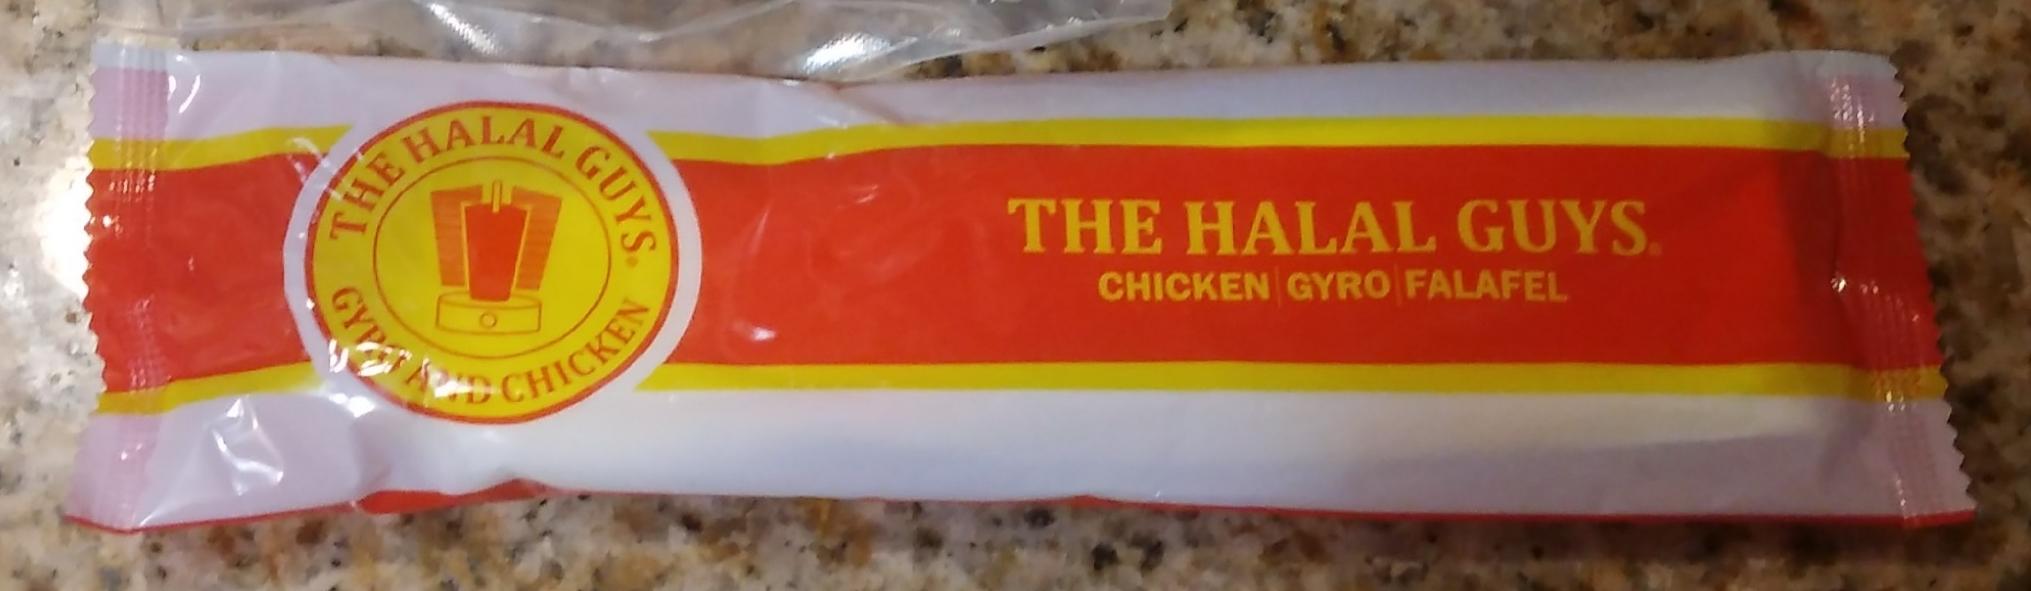 THE HALAL GUYS®
GYRO AND CHICKEN
THE HALAL GUYS®
CHICKEN | GYRO | FALAFEL